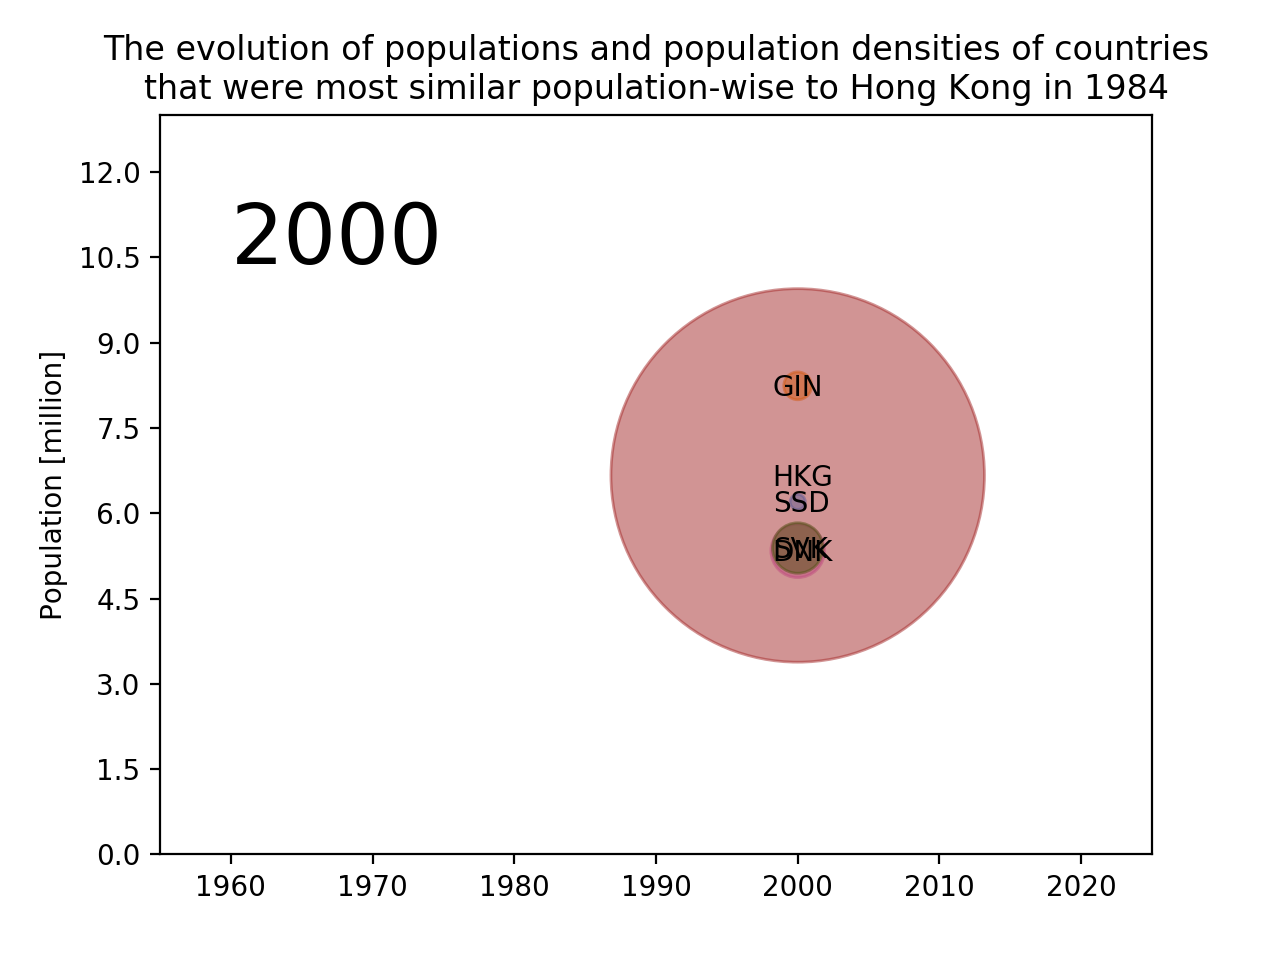 The evolution of populations and population densities of countries
that were most similar population-wise to Hong Kong in 1984
12.0
2000
10.5
9.0
GIN
7.5
HKG
SSD
6.0
SVK
DNK
Population [million]
4.5
3.0
1.5
0.0
1960 1970 1980 1990 2000 2010 2020